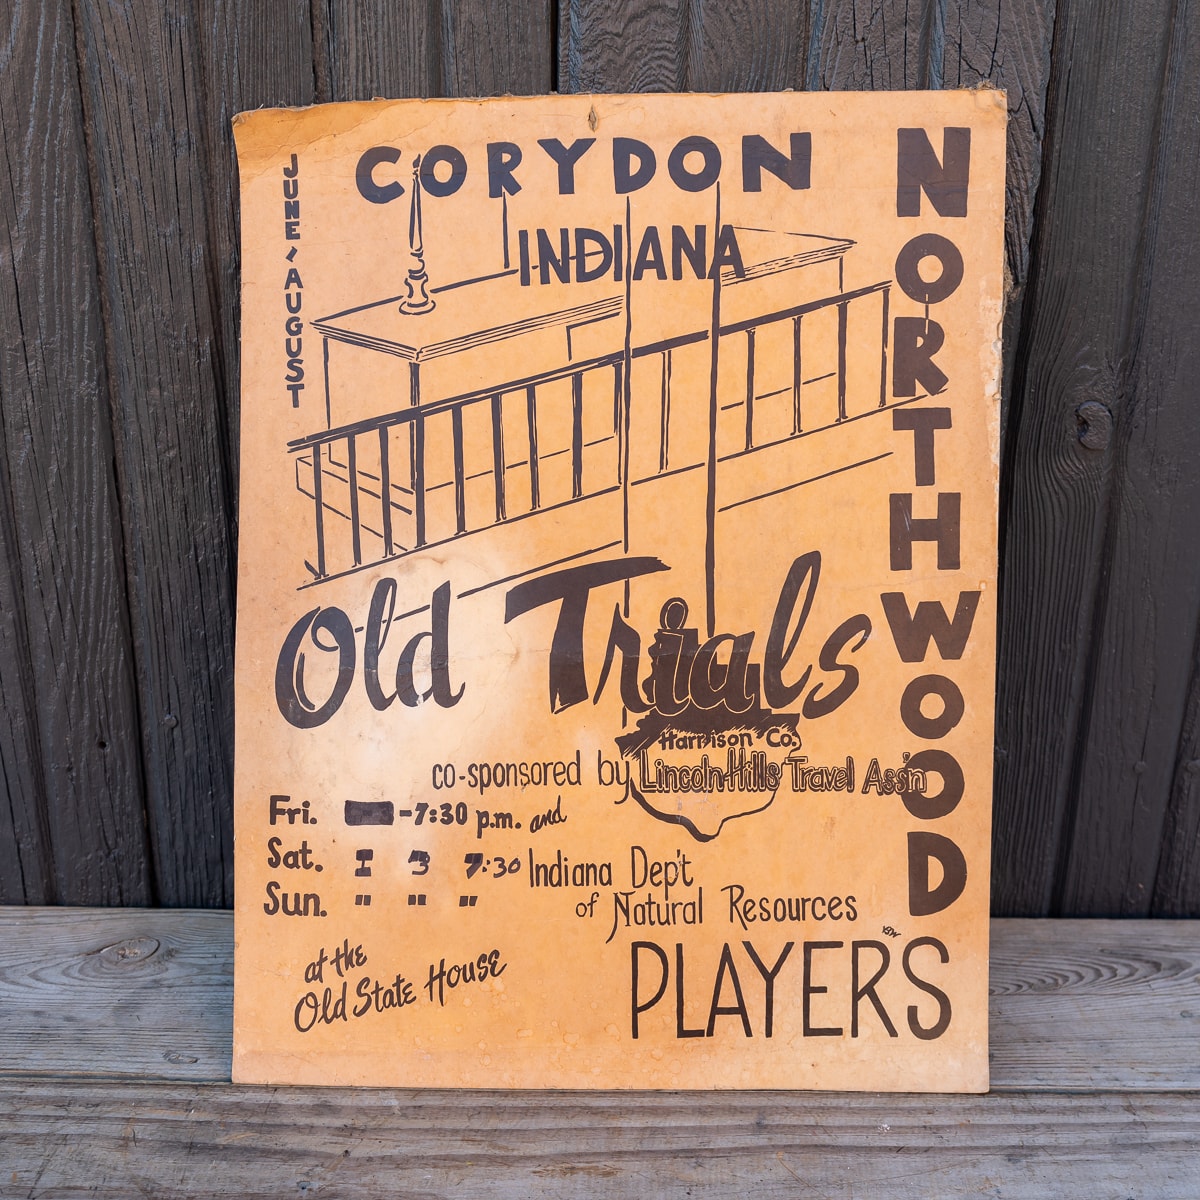 CORYDON
INDIANA
JUNE/AUGUST
NORTHWOOD
Old Trials
Harrison Co.
co-sponsored by Lincoln Hills Travel Ass'n
Fri. -7:30 p.m. and
Sat. 1 3 7:30 Indiana Dep't
Sun. " " " of Natural Resources
at the
Old State House
PLAYER'S